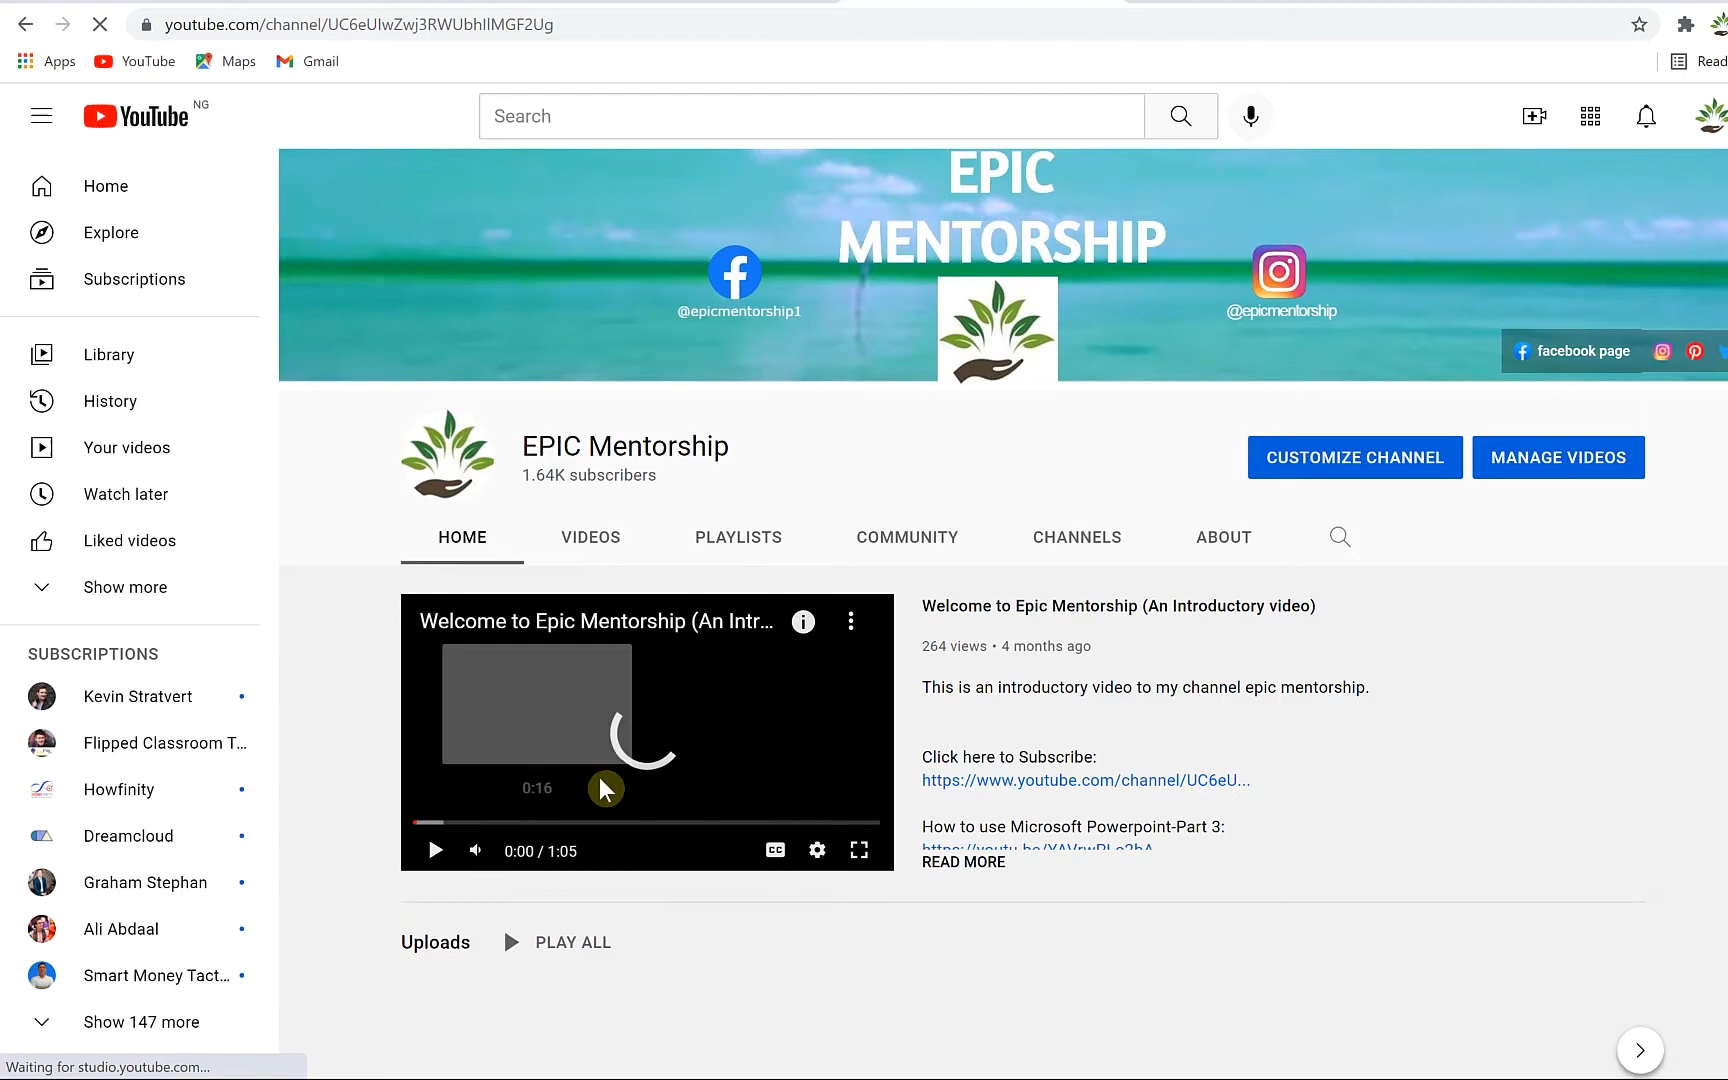 youtube.com/channel/UC6eUIwZwj3RWUbhIIMGF2Ug
Apps YouTube Maps Gmail Read
YouTube NG
Search
Home
Explore
Subscriptions
Library
History
Your videos
Watch later
Liked videos
Show more
SUBSCRIPTIONS
Kevin Stratvert
Flipped Classroom T...
Howfinity
Dreamcloud
Graham Stephan
Ali Abdaal
Smart Money Tact...
Show 147 more
EPIC
MENTORSHIP
@epicmentorship1
@epicmentorship
facebook page
EPIC Mentorship
1.64K subscribers
CUSTOMIZE CHANNEL MANAGE VIDEOS
HOME VIDEOS PLAYLISTS COMMUNITY CHANNELS ABOUT
Welcome to Epic Mentorship (An Intr...
0:16
0:00 / 1:05
CC
Welcome to Epic Mentorship (An Introductory video)
264 views • 4 months ago
This is an introductory video to my channel epic mentorship.
Click here to Subscribe:
https://www.youtube.com/channel/UC6eU...
How to use Microsoft Powerpoint-Part 3:
READ MORE
Uploads PLAY ALL
Waiting for studio.youtube.com...